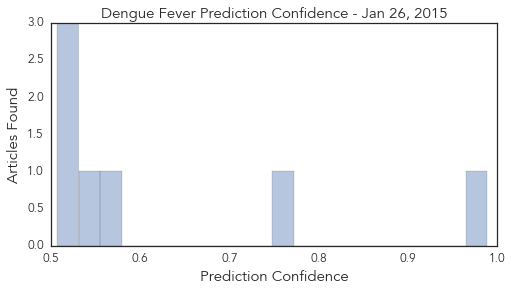 Dengue Fever Prediction Confidence - Jan 26, 2015
3.0
2.5
2.0
1.5
1.0
0.5
0.0
Articles Found
0.5 0.6 0.7 0.8 0.9 1.0
Prediction Confidence